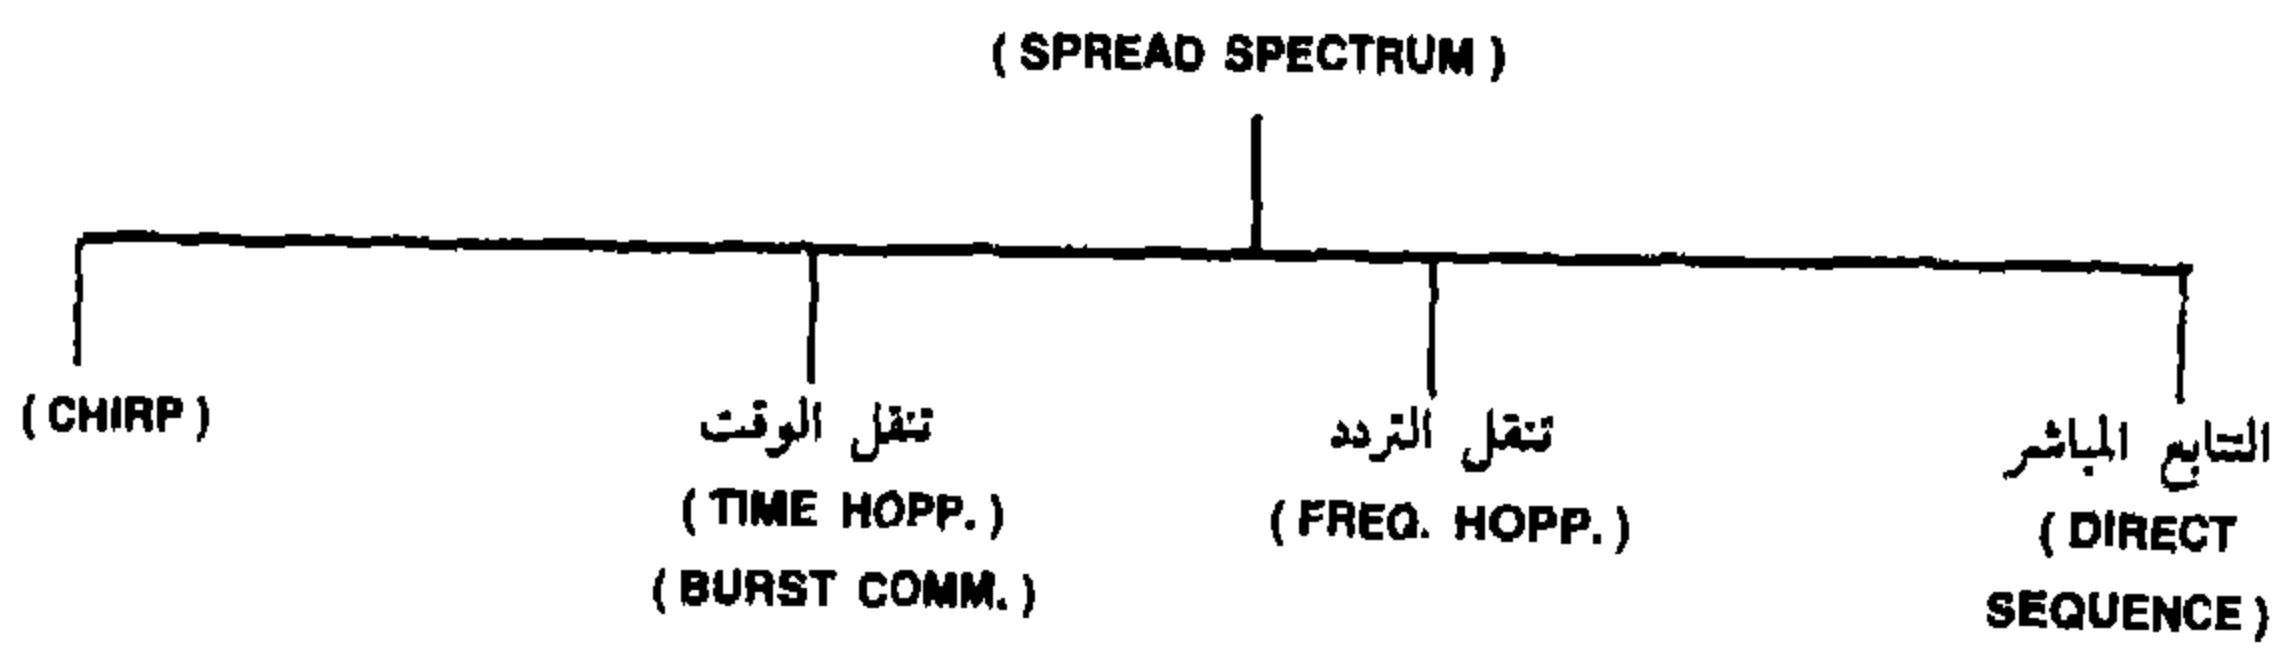 ( SPREAD SPECTRUM )
( CHIRP )
تنقل الوقت
( TIME HOPP. )
( BURST COMM. )
تنقل التردد
( FREQ. HOPP. )
التتابع المباشر
( DIRECT
SEQUENCE )